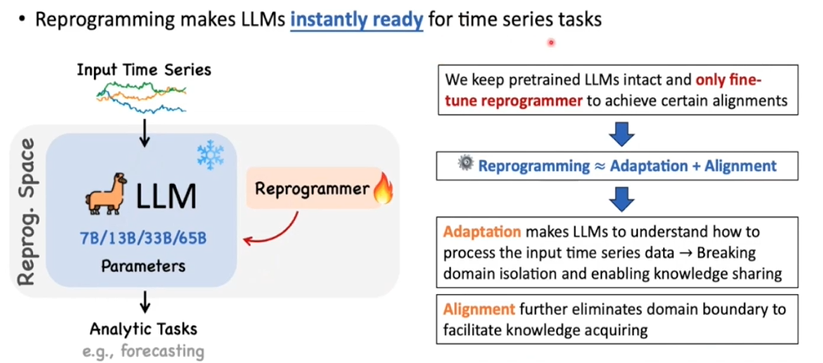 • Reprogramming makes LLMs instantly ready for time series tasks
Input Time Series
Reprog. Space
LLM
7B/13B/33B/65B
Parameters
Reprogrammer
Analytic Tasks
e.g., forecasting
We keep pretrained LLMs intact and only fine-
tune reprogrammer to achieve certain alignments
Reprogramming ≈ Adaptation + Alignment
Adaptation makes LLMs to understand how to
process the input time series data → Breaking
domain isolation and enabling knowledge sharing
Alignment further eliminates domain boundary to
facilitate knowledge acquiring